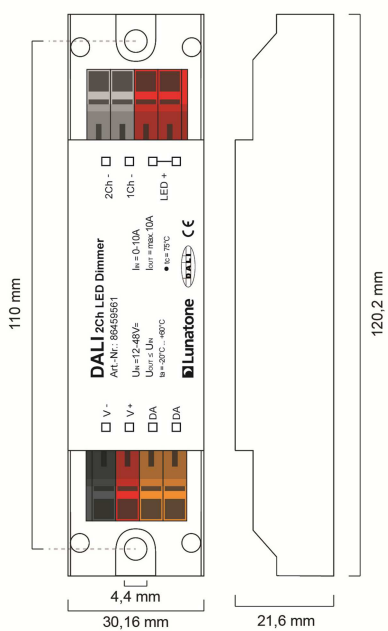 2Ch -
1Ch -
LED +
DALI 2Ch LED Dimmer
Art.-Nr.: 86459561
UIN =12-48V=
IIN = 0-10A
UOUT ≤ UIN
IOUT = max.10A
ta = -20°C ... +60°C
● tc = 75°C
Lunatone
DALI
CE
V -
V +
DA
DA
110 mm
120,2 mm
4,4 mm
30,16 mm
21,6 mm